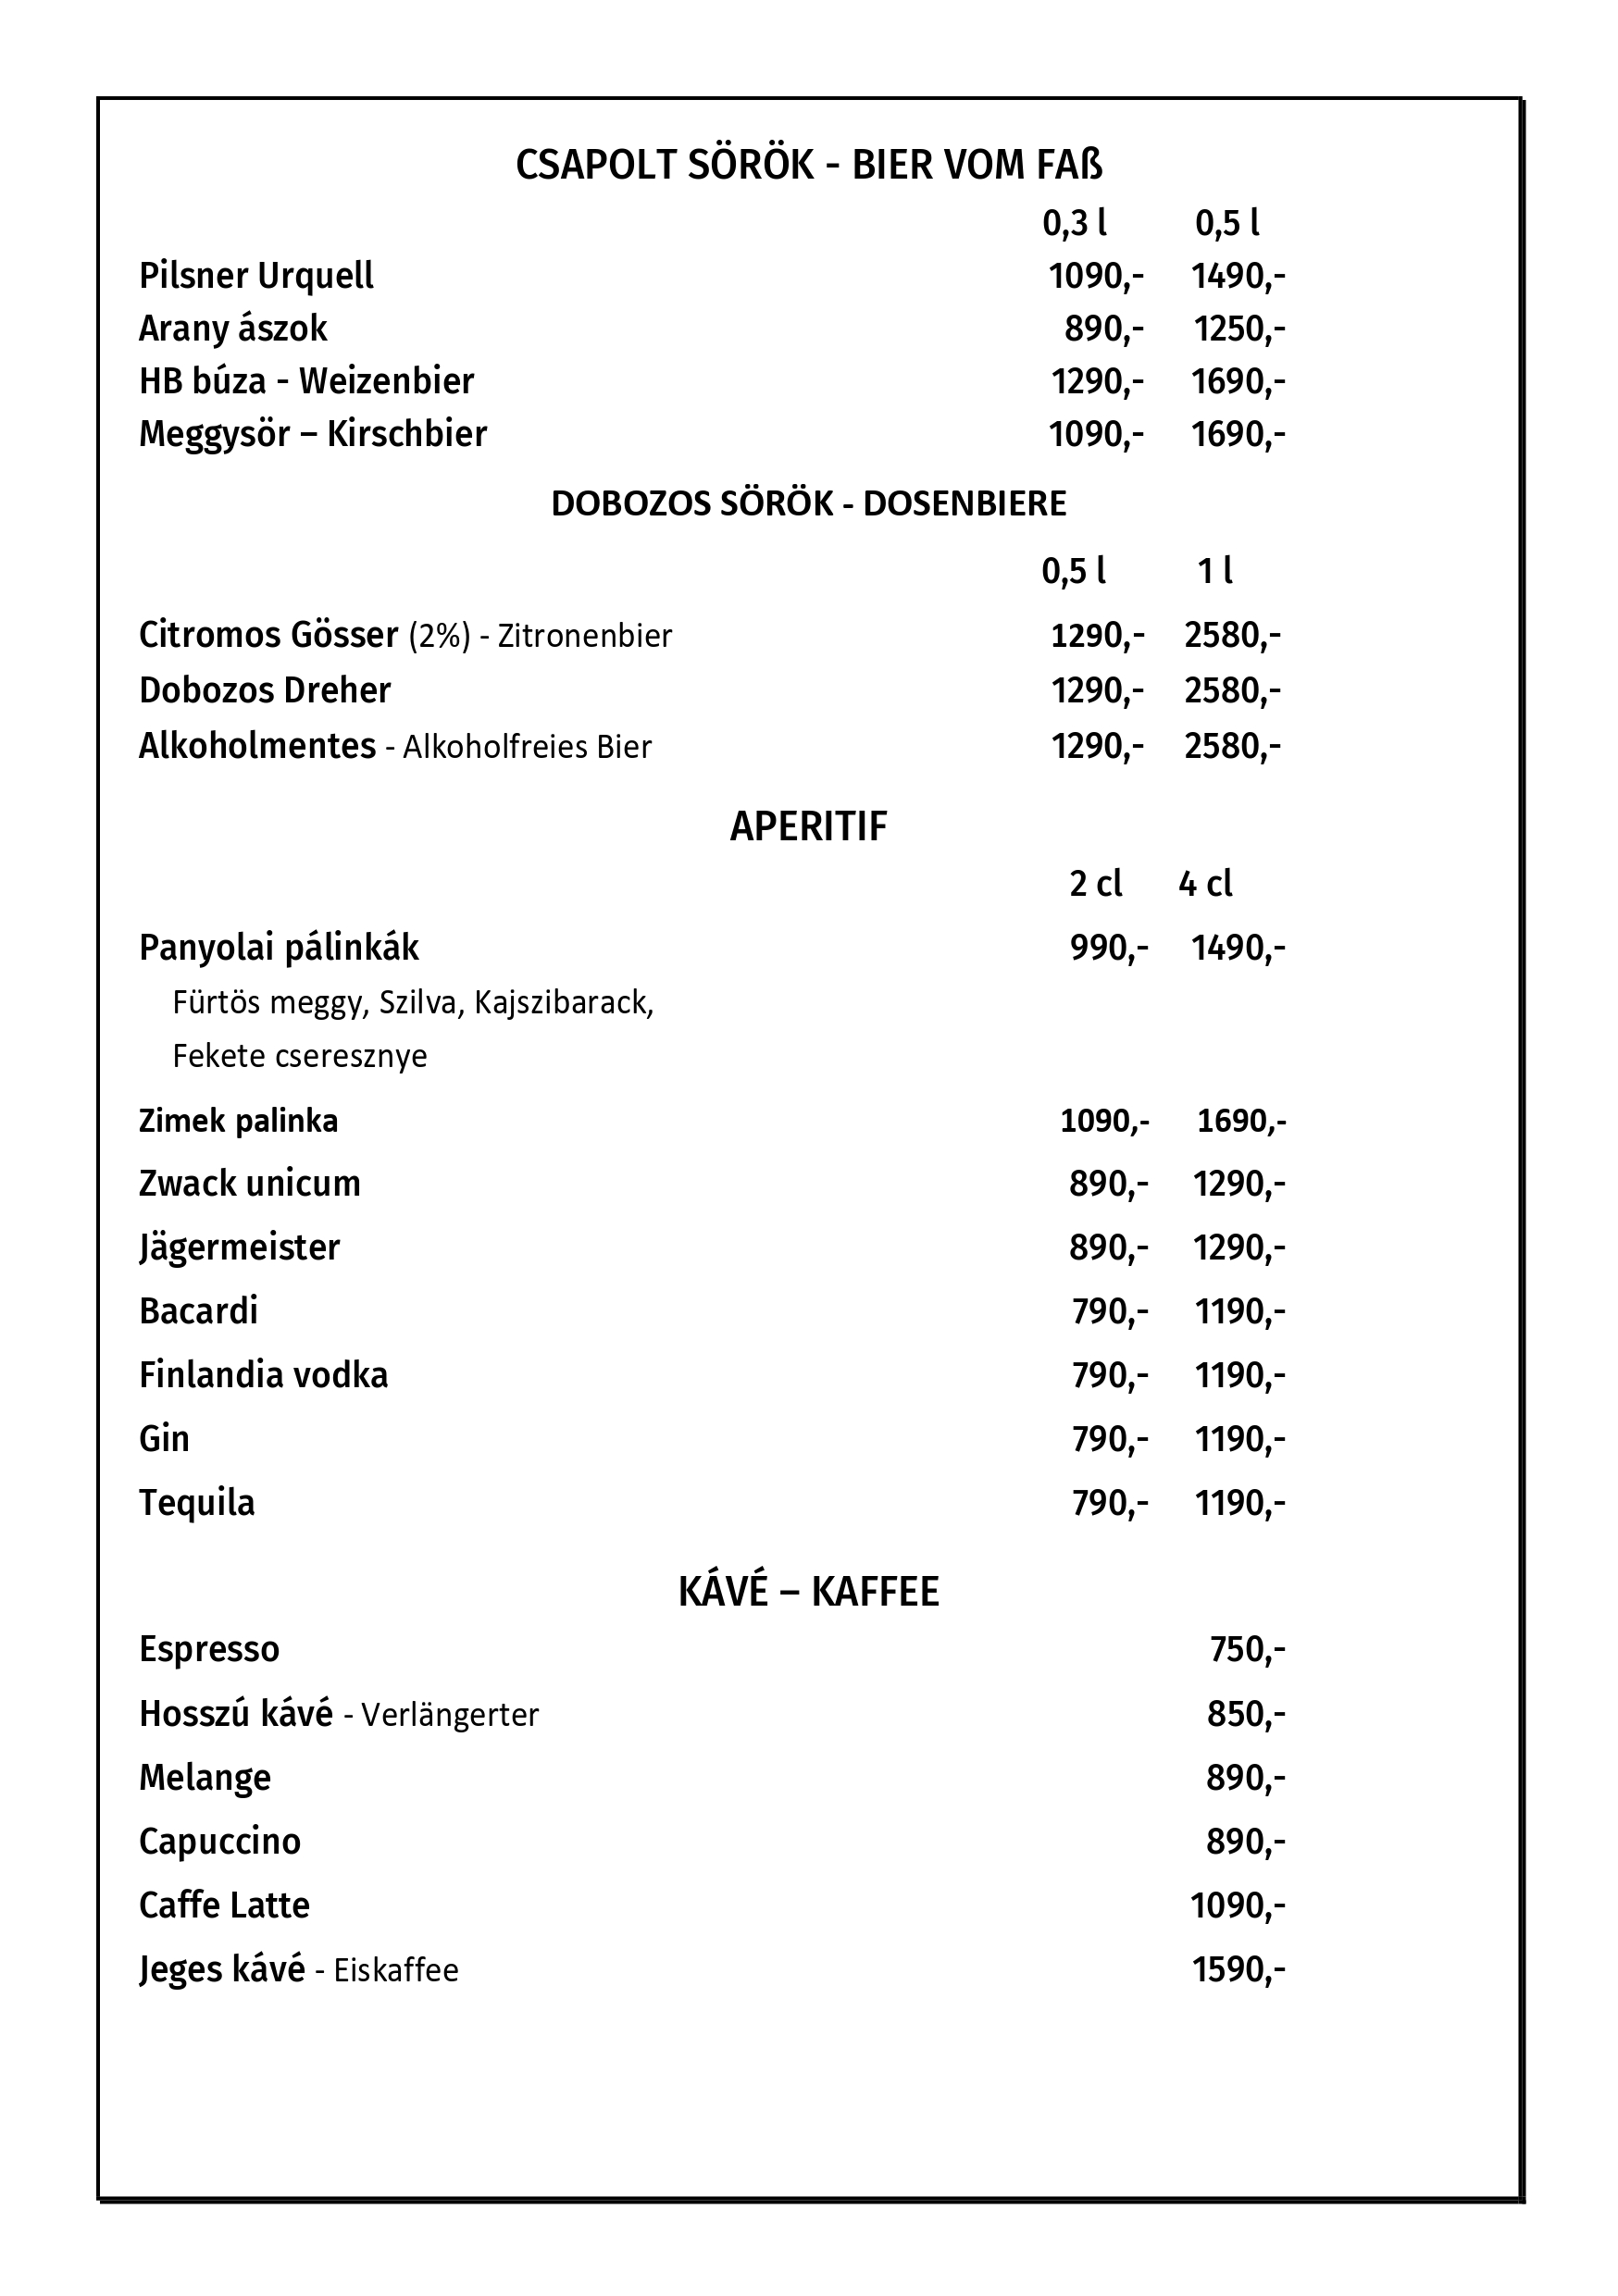 CSAPOLT SÖRÖK - BIER VOM FAß
0,3 l 0,5 l
Pilsner Urquell 1090,- 1490,-
Arany ászok 890,- 1250,-
HB búza - Weizenbier 1290,- 1690,-
Meggysör – Kirschbier 1090,- 1690,-
DOBOZOS SÖRÖK - DOSENBIERE
0,5 l 1 l
Citromos Gösser (2%) - Zitronenbier 1290,- 2580,-
Dobozos Dreher 1290,- 2580,-
Alkoholmentes - Alkoholfreies Bier 1290,- 2580,-
APERITIF
2 cl 4 cl
Panyolai pálinkák 990,- 1490,-
Fürtös meggy, Szilva, Kajszibarack,
Fekete cseresznye
Zimek palinka 1090,- 1690,-
Zwack unicum 890,- 1290,-
Jägermeister 890,- 1290,-
Bacardi 790,- 1190,-
Finlandia vodka 790,- 1190,-
Gin 790,- 1190,-
Tequila 790,- 1190,-
KÁVÉ – KAFFEE
Espresso 750,-
Hosszú kávé - Verlängerter 850,-
Melange 890,-
Capuccino 890,-
Caffe Latte 1090,-
Jeges kávé - Eiskaffee 1590,-